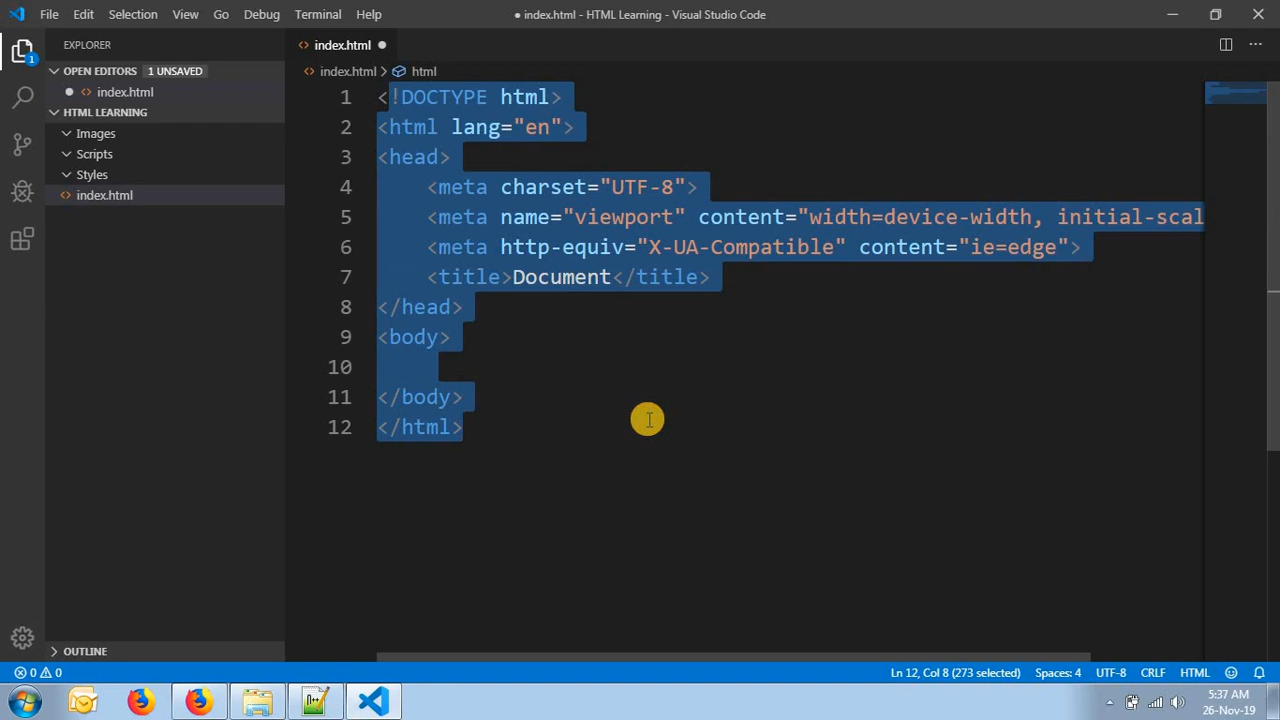 File Edit Selection View Go Debug Terminal Help
● index.html - HTML Learning - Visual Studio Code
EXPLORER
OPEN EDITORS 1 UNSAVED
index.html
HTML LEARNING
Images
Scripts
Styles
index.html
OUTLINE
1
index.html
index.html > html
1 <!DOCTYPE html>
2 <html lang="en">
3 <head>
4 <meta charset="UTF-8">
5 <meta name="viewport" content="width=device-width, initial-scal
6 <meta http-equiv="X-UA-Compatible" content="ie=edge">
7 <title>Document</title>
8 </head>
9 <body>
10
11 </body>
12 </html>
0 0
Ln 12, Col 8 (273 selected) Spaces: 4 UTF-8 CRLF HTML
5:37 AM
26-Nov-19